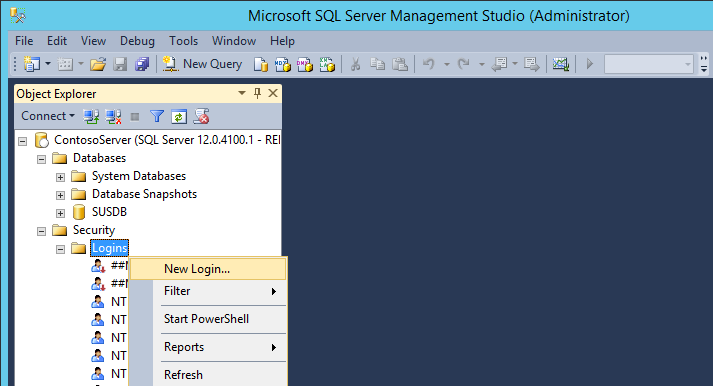 Microsoft SQL Server Management Studio (Administrator)
File Edit View Debug Tools Window Help
New Query
Object Explorer
Connect
ContosoServer (SQL Server 12.0.4100.1 - REI
Databases
System Databases
Database Snapshots
SUSDB
Security
Logins
##
New Login...
##
Filter
NT
NT
Start PowerShell
NT
Reports
NT
NT
Refresh